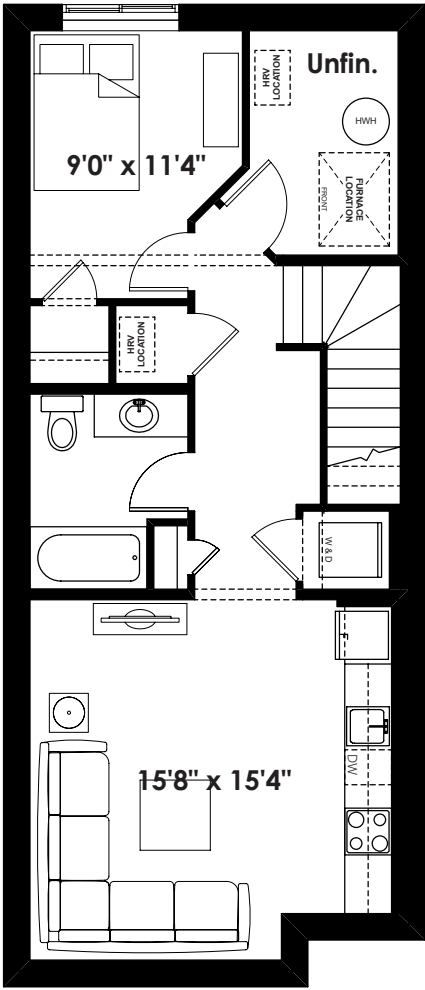 Unfin.
HRV
LOCATION
HWH
9'0" x 11'4"
FURNACE
LOCATION
FRONT
HRV
LOCATION
W & D
DW
15'8" x 15'4"